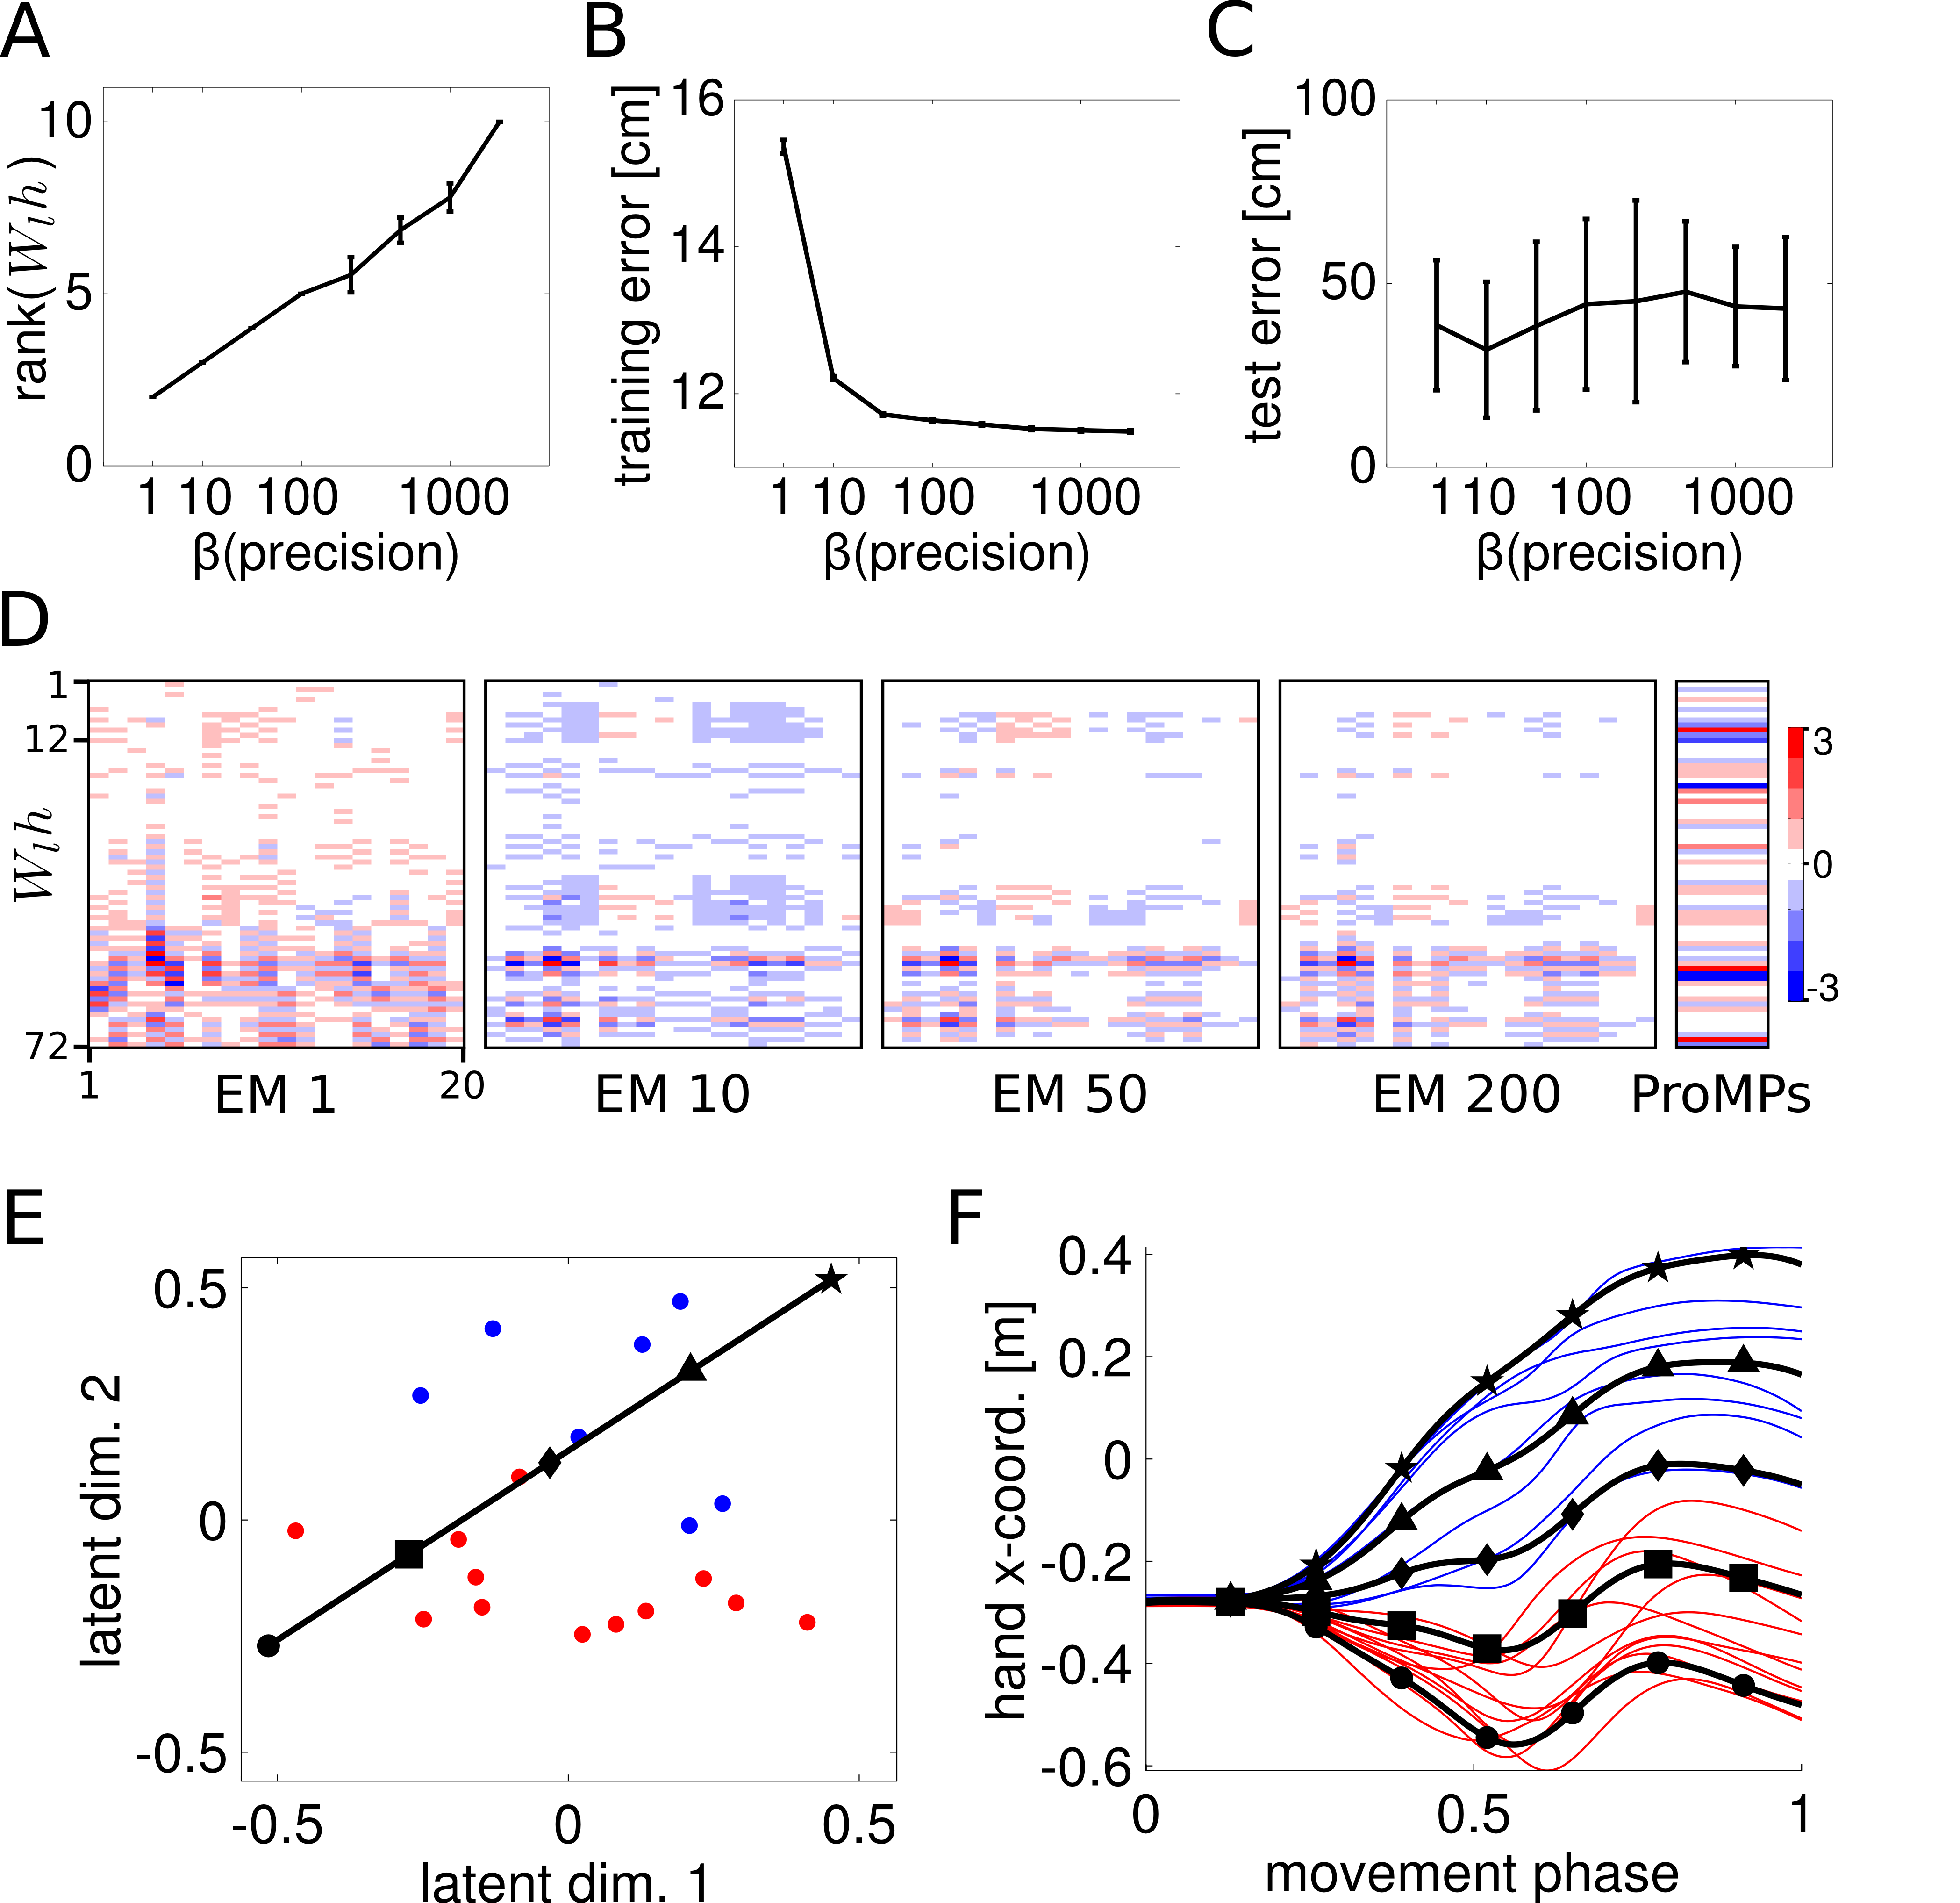 A
B
C
10
5
0
rank(W_l h)
1 10 100 1000
β(precision)
16
14
12
training error [cm]
1 10 100 1000
β(precision)
100
50
0
test error [cm]
1 10 100 1000
β(precision)
D
1
12
72
W_l h
1
20
EM 1
EM 10
EM 50
EM 200
ProMPs
3
0
-3
E
0.5
0
-0.5
latent dim. 2
-0.5 0 0.5
latent dim. 1
F
0.4
0.2
0
-0.2
-0.4
-0.6
hand x-coord. [m]
0 0.5 1
movement phase